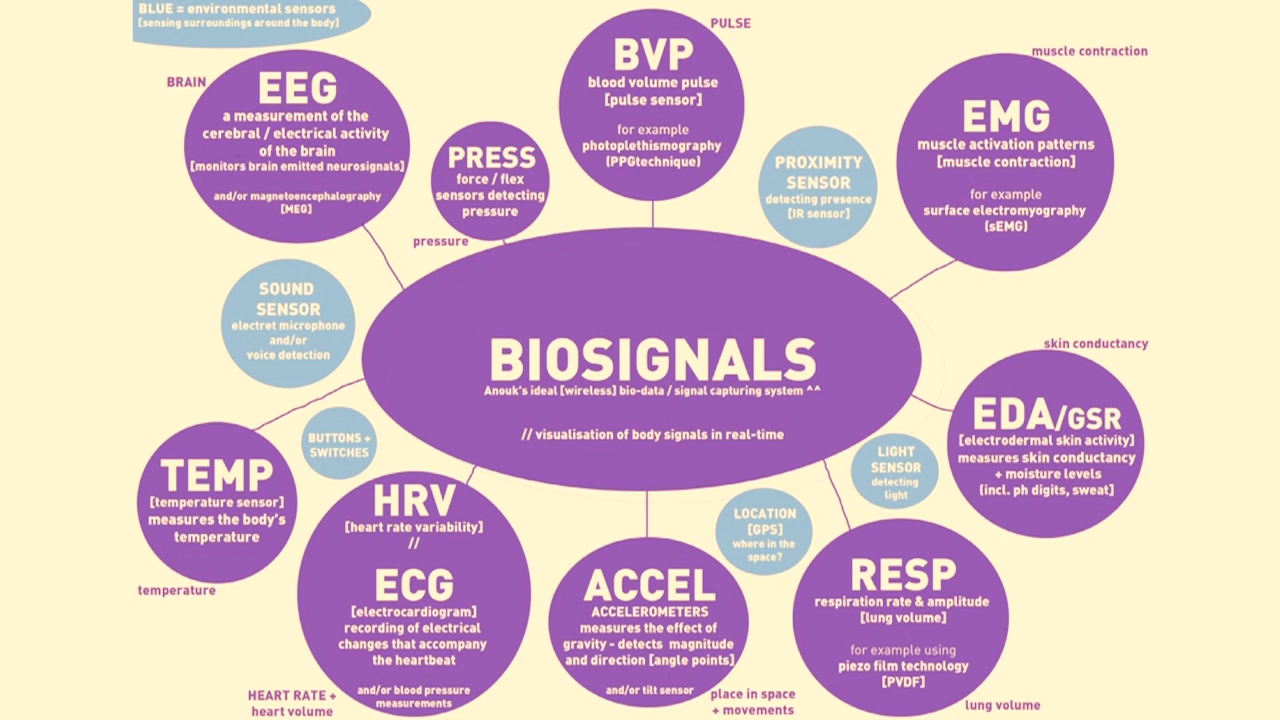 BLUE = environmental sensors
[sensing surroundings around the body]
BRAIN
EEG
a measurement of the
cerebral / electrical activity
of the brain
[monitors brain emitted neurosignals]
and/or magnetoencephalography
[MEG]
PRESS
force / flex
sensors detecting
pressure
pressure
PULSE
BVP
blood volume pulse
[pulse sensor]
for example
photoplethismography
(PPGtechnique)
PROXIMITY
SENSOR
detecting presence
[IR sensor]
muscle contraction
EMG
muscle activation patterns
[muscle contraction]
for example
surface electromyography
(sEMG)
SOUND
SENSOR
electret microphone
and/or
voice detection
BIOSIGNALS
Anouk's ideal [wireless] bio-data / signal capturing system ^^
// visualisation of body signals in real-time
skin conductancy
EDA/GSR
[electrodermal skin activity]
measures skin conductancy
+ moisture levels
(incl. ph digits, sweat]
BUTTONS +
SWITCHES
LIGHT
SENSOR
detecting
light
TEMP
[temperature sensor]
measures the body's
temperature
temperature
HRV
[heart rate variability]
//
ECG
[electrocardiogram]
recording of electrical
changes that accompany
the heartbeat
and/or blood pressure
measurements
HEART RATE +
heart volume
ACCEL
ACCELEROMETERS
measures the effect of
gravity - detects magnitude
and direction [angle points]
and/or tilt sensor
place in space
+ movements
LOCATION
[GPS]
where in the
space?
RESP
respiration rate & amplitude
[lung volume]
for example using
piezo film technology
[PVDF]
lung volume